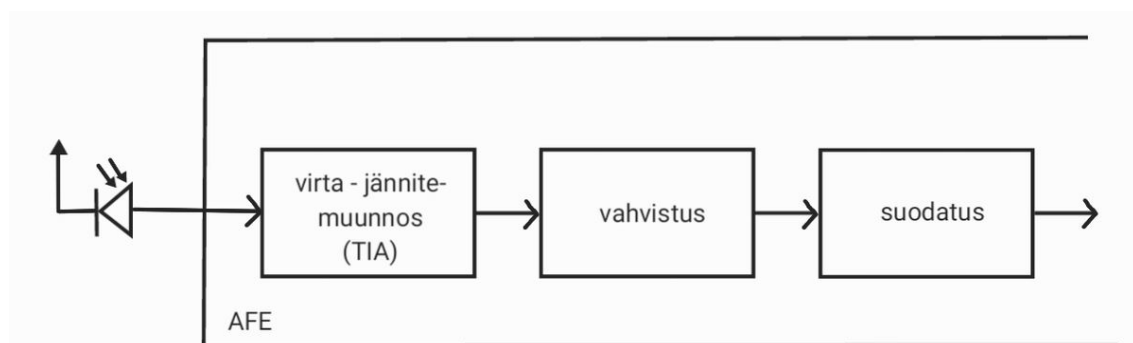 virta - jännite-
muunnos
(TIA)
vahvistus
suodatus
AFE